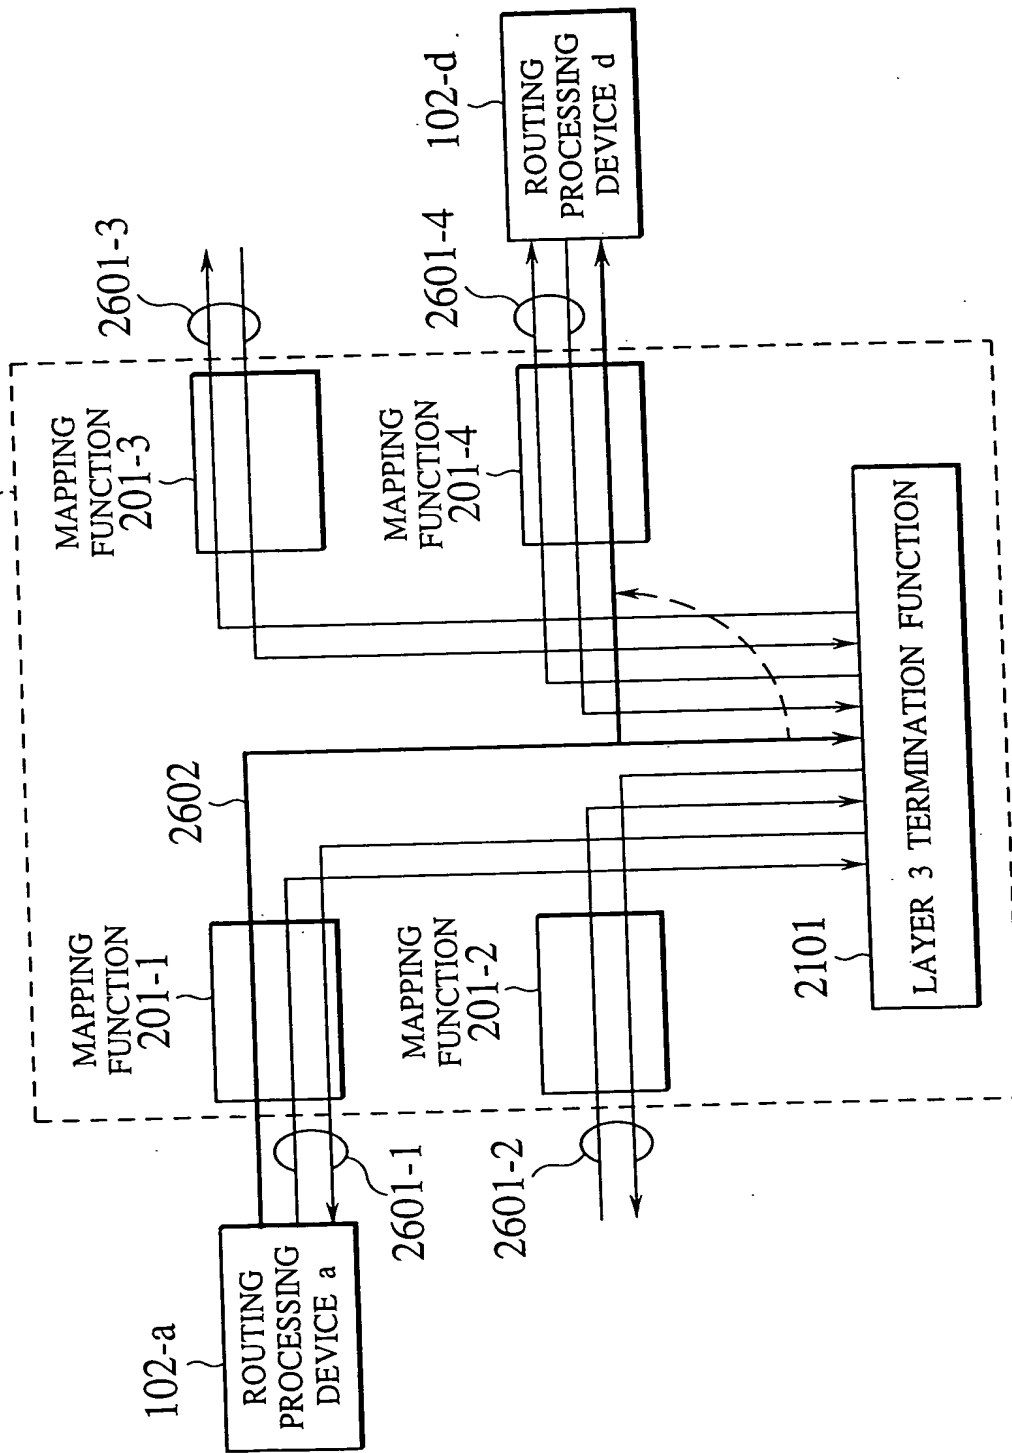 102-a
ROUTING
PROCESSING
DEVICE a
2601-1
MAPPING
FUNCTION
201-1
2602
MAPPING
FUNCTION
201-3
2601-3
2601-2
MAPPING
FUNCTION
201-2
MAPPING
FUNCTION
201-4
2601-4
102-d
ROUTING
PROCESSING
DEVICE d
2101
LAYER 3 TERMINATION FUNCTION